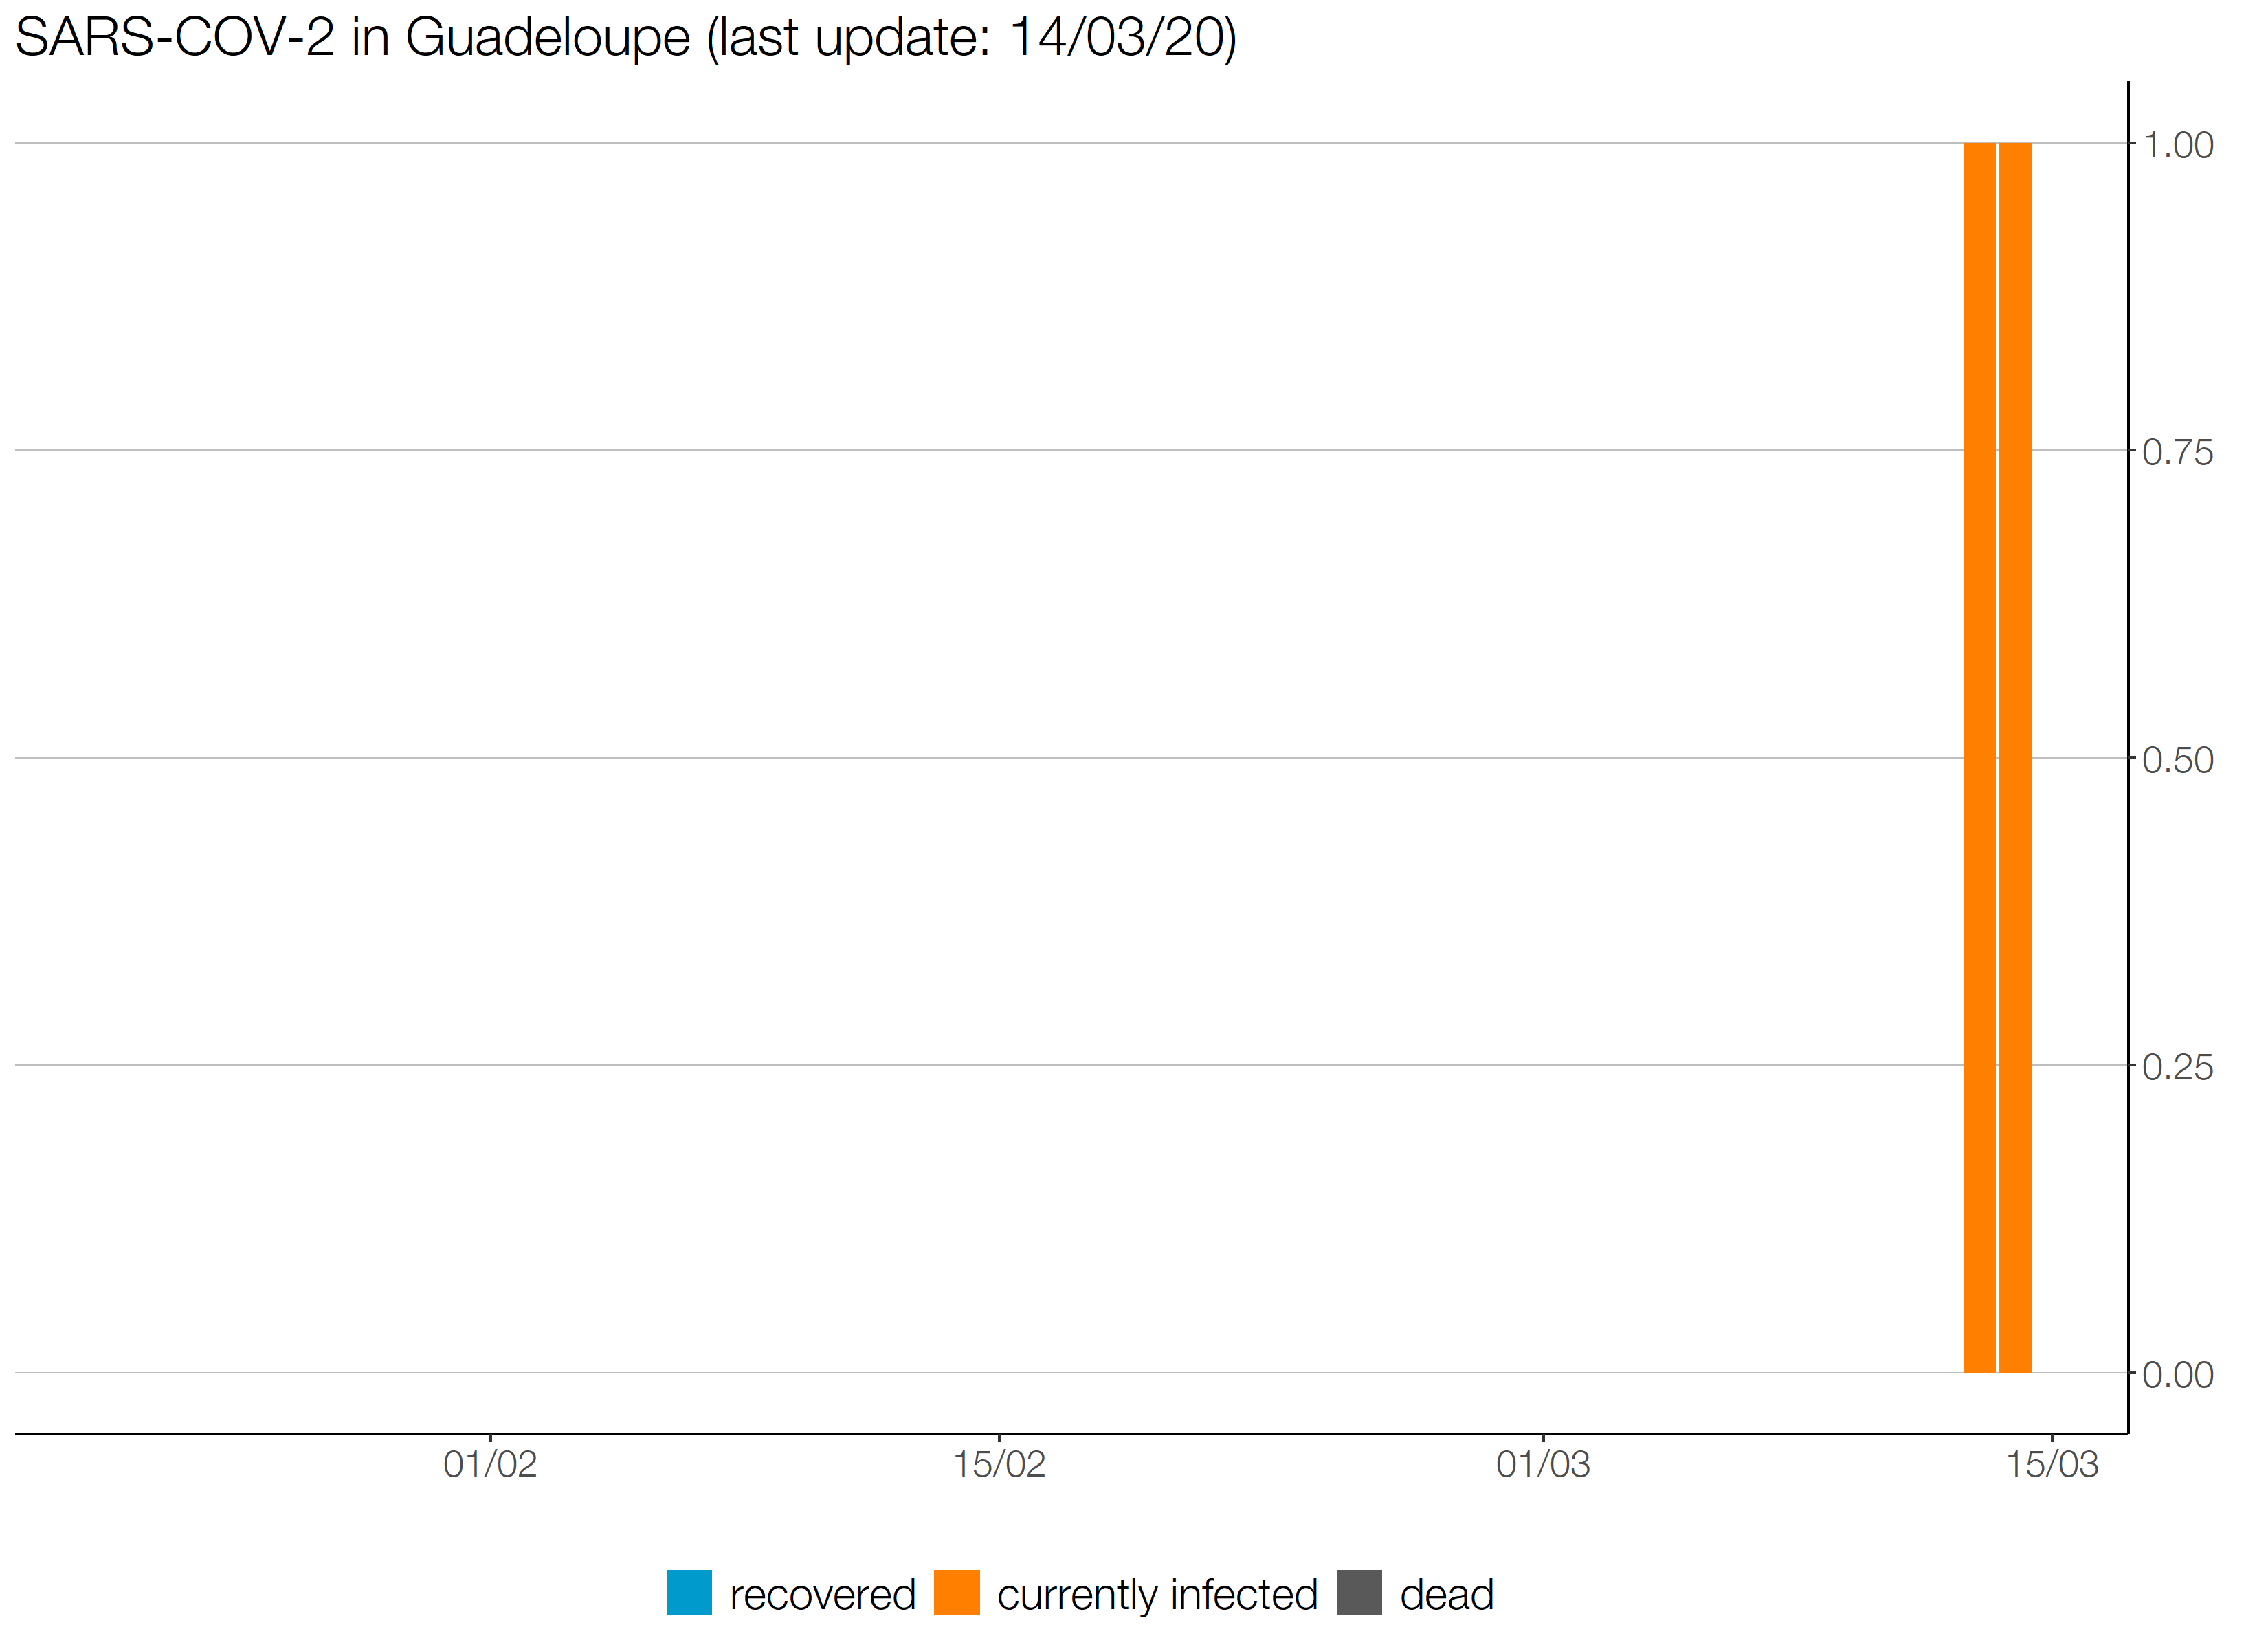 SARS-COV-2 in Guadeloupe (last update: 14/03/20)
1.00
0.75
0.50
0.25
0.00
01/02 15/02 01/03 15/03
recovered currently infected dead